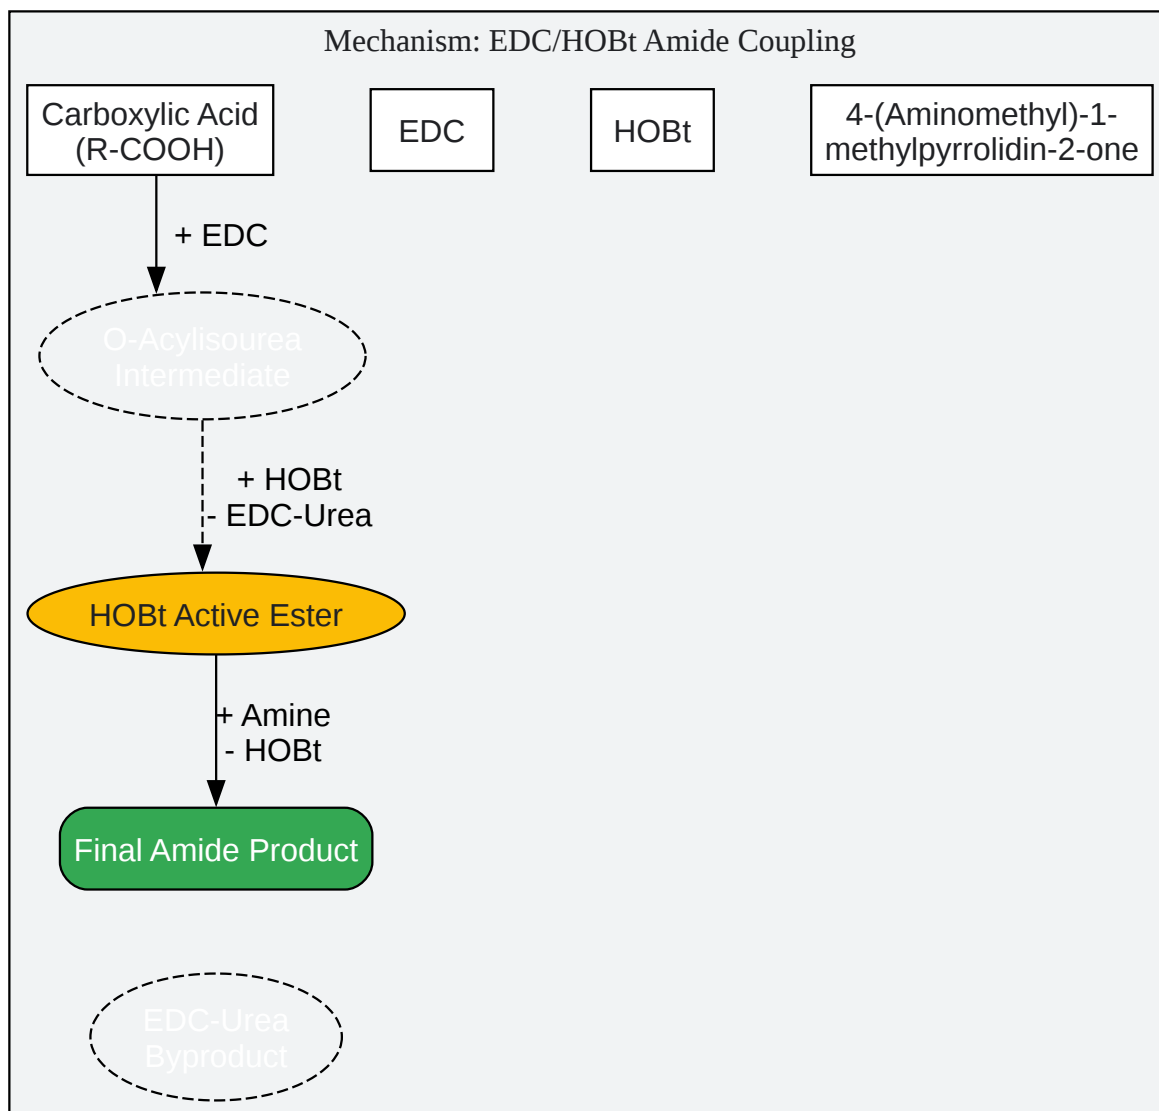 Mechanism: EDC/HOBt Amide Coupling
Carboxylic Acid
(R-COOH)
EDC
HOBt
4-(Aminomethyl)-1-
methylpyrrolidin-2-one
+ EDC
O-Acylisourea
Intermediate
+ HOBt
- EDC-Urea
HOBt Active Ester
+ Amine
- HOBt
Final Amide Product
EDC-Urea
Byproduct